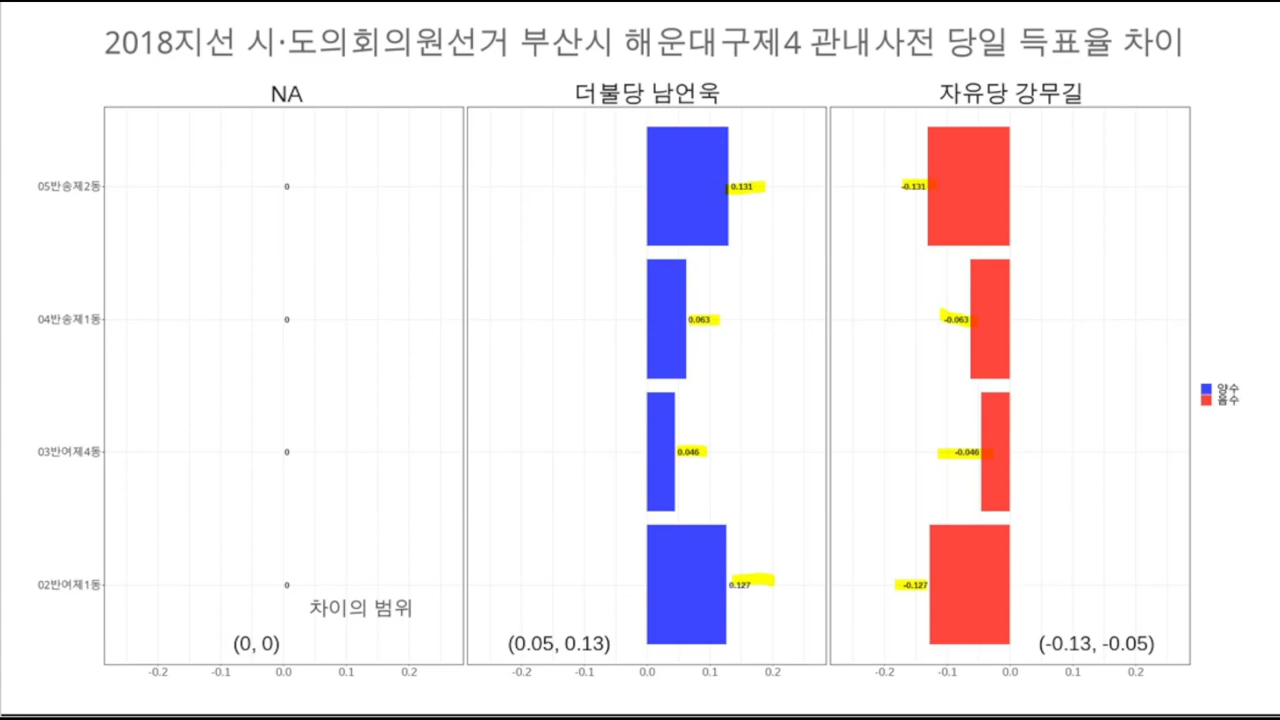 2018지선 시·도의회의원선거 부산시 해운대구제4 관내사전 당일 득표율 차이
NA
더불당 남언욱
자유당 강무길
05반송제2동
0
0.131
-0.131
04반송제1동
0
0.063
-0.063
양수
음수
03반여제4동
0
0.046
-0.046
02반여제1동
0
0.127
-0.127
차이의 범위
(0, 0)
(0.05, 0.13)
(-0.13, -0.05)
-0.2 -0.1 0.0 0.1 0.2
-0.2 -0.1 0.0 0.1 0.2
-0.2 -0.1 0.0 0.1 0.2